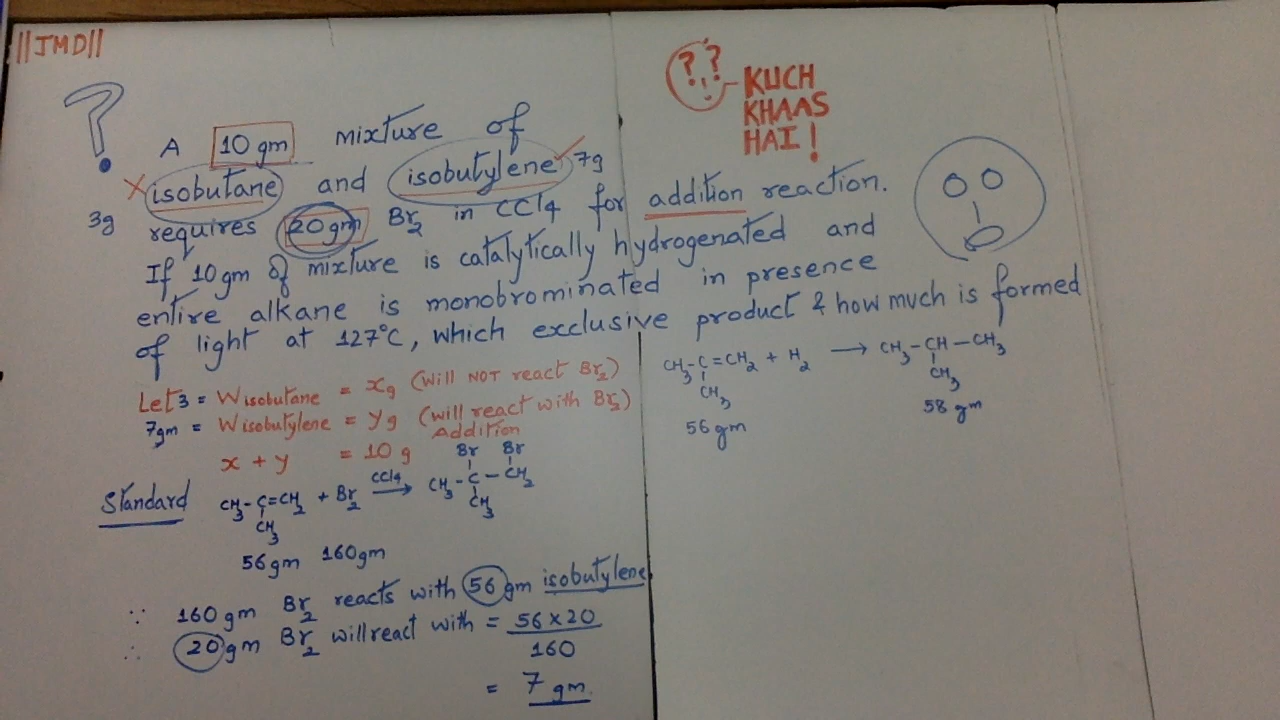 ||JMD||
?
A 10 gm mixture of
isobutane and isobutylene 7g
3g requires 20gm Br2 in CCl4 for addition reaction.
If 10gm of mixture is catalytically hydrogenated and
entire alkane is monobrominated in presence
of light at 127°C, which exclusive product & how much is formed
? ?
KUCH
KHAAS
HAI!
Let 3 = Wisobutane = xg (Will NOT react Br2)
7gm = Wisobutylene = yg (will react with Br2)
Addition
x + y = 10 g
Standard
CH3-C=CH2 + Br2 CCl4 → CH3-C-CH2
Br Br
CH3 CH3
56gm 160gm
∵ 160gm Br2 reacts with 56 gm isobutylene
∴ 20gm Br2 will react with = 56 x 20
160
= 7 gm.
CH3-C=CH2 + H2 → CH3-CH-CH3
CH3 CH3
56gm 58 gm